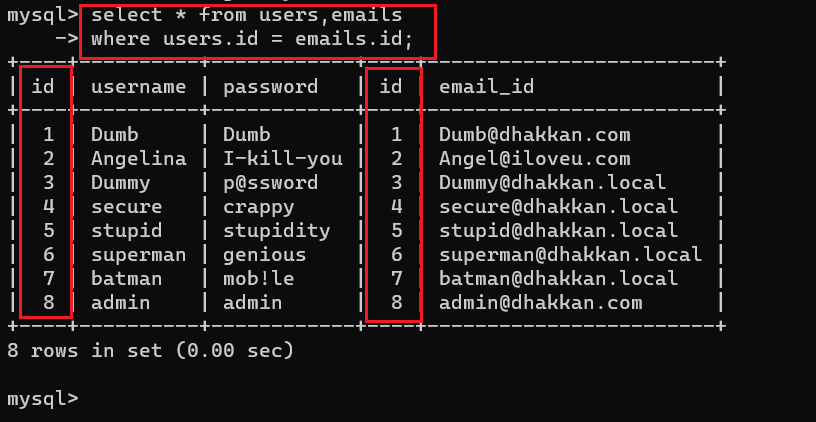 mysql> select * from users,emails
    -> where users.id = emails.id;
+----+----------+------------+----+------------------------+
| id | username | password   | id | email_id               |
+----+----------+------------+----+------------------------+
|  1 | Dumb     | Dumb       |  1 | Dumb@dhakkan.com       |
|  2 | Angelina | I-kill-you |  2 | Angel@iloveu.com       |
|  3 | Dummy    | p@ssword   |  3 | Dummy@dhakkan.local    |
|  4 | secure   | crappy     |  4 | secure@dhakkan.local   |
|  5 | stupid   | stupidity  |  5 | stupid@dhakkan.local   |
|  6 | superman | genious    |  6 | superman@dhakkan.local |
|  7 | batman   | mob!le     |  7 | batman@dhakkan.local   |
|  8 | admin    | admin      |  8 | admin@dhakkan.com      |
+----+----------+------------+----+------------------------+
8 rows in set (0.00 sec)
mysql>